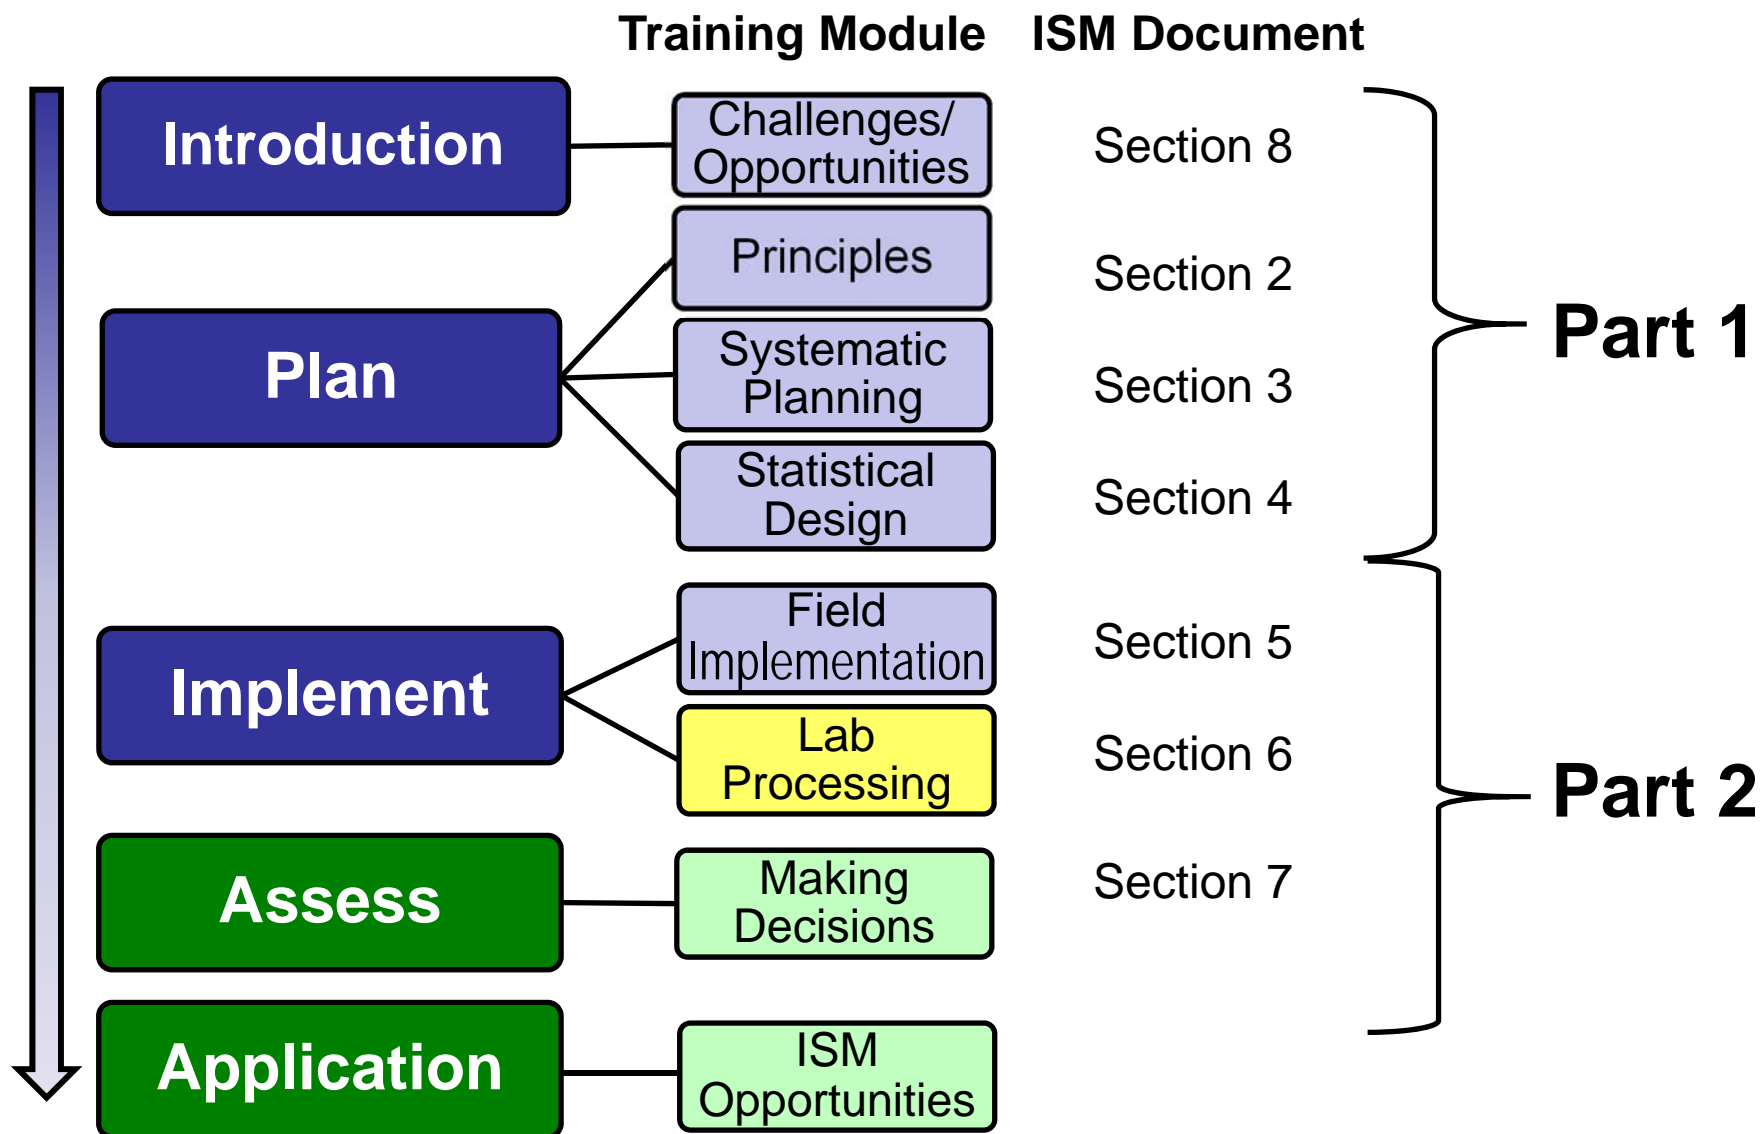 Training Module ISM Document
Introduction
Challenges/
Opportunities
Section 8
Principles
Section 2
Plan
Systematic
Planning
Section 3
Statistical
Design
Section 4
Part 1
Implement
Field
Implementation
Section 5
Lab
Processing
Section 6
Part 2
Assess
Making
Decisions
Section 7
Application
ISM
Opportunities